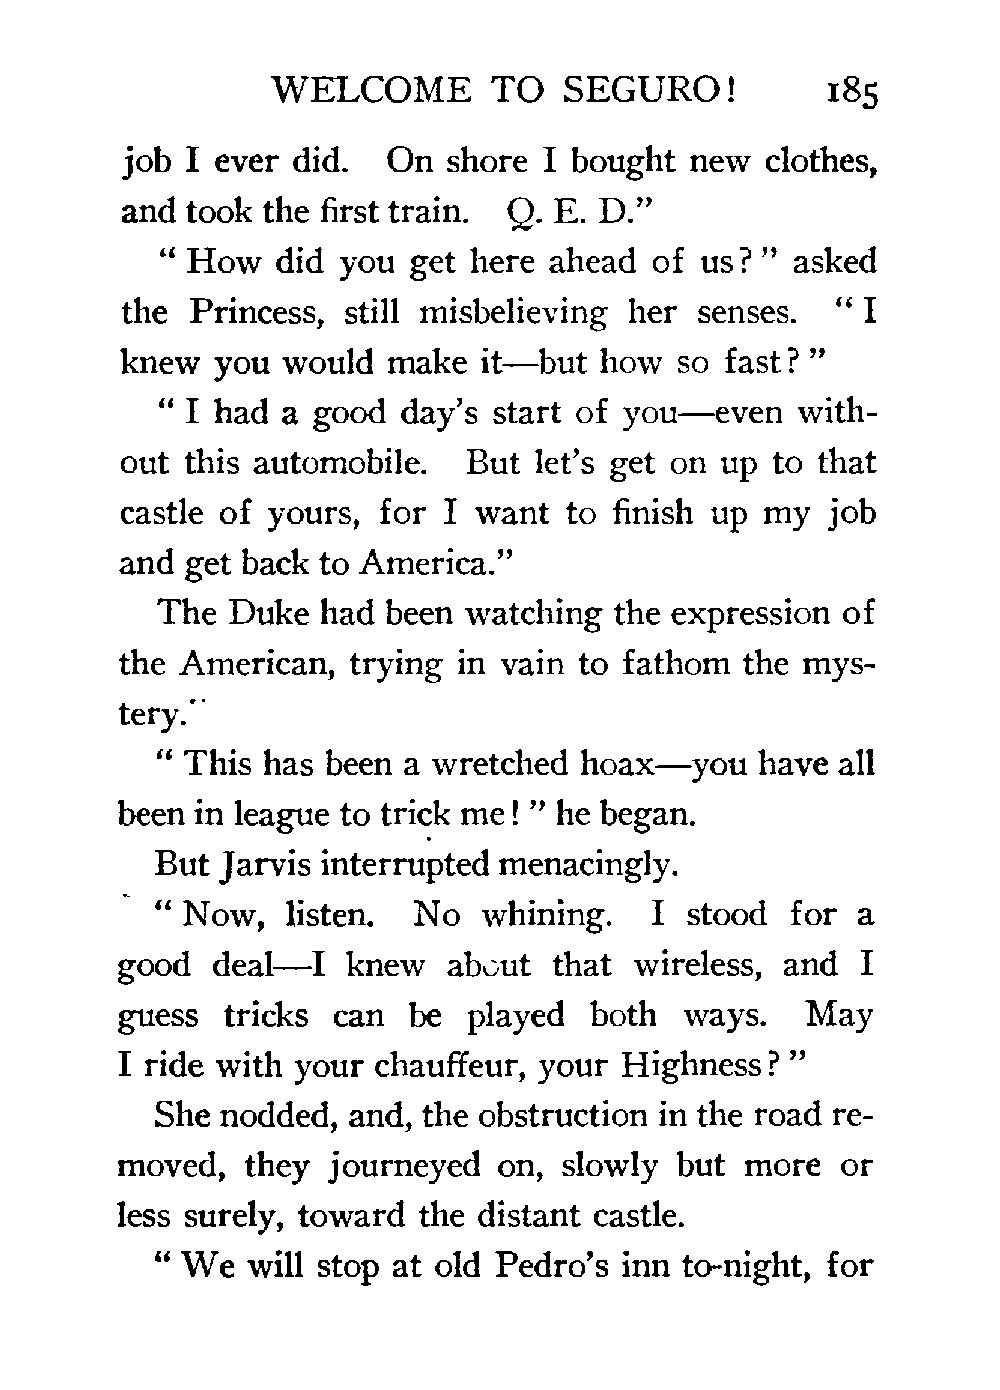 WELCOME TO SEGURO! 185
job I ever did. On shore I bought new clothes,
and took the first train. Q. E. D.”
“ How did you get here ahead of us? ” asked
the Princess, still misbelieving her senses. “ I
knew you would make it—but how so fast? ”
“ I had a good day’s start of you—even with-
out this automobile. But let’s get on up to that
castle of yours, for I want to finish up my job
and get back to America.”
The Duke had been watching the expression of
the American, trying in vain to fathom the mys-
tery.
“ This has been a wretched hoax—you have all
been in league to trick me! ” he began.
But Jarvis interrupted menacingly.
“ Now, listen. No whining. I stood for a
good deal—I knew about that wireless, and I
guess tricks can be played both ways. May
I ride with your chauffeur, your Highness? ”
She nodded, and, the obstruction in the road re-
moved, they journeyed on, slowly but more or
less surely, toward the distant castle.
“ We will stop at old Pedro’s inn to-night, for